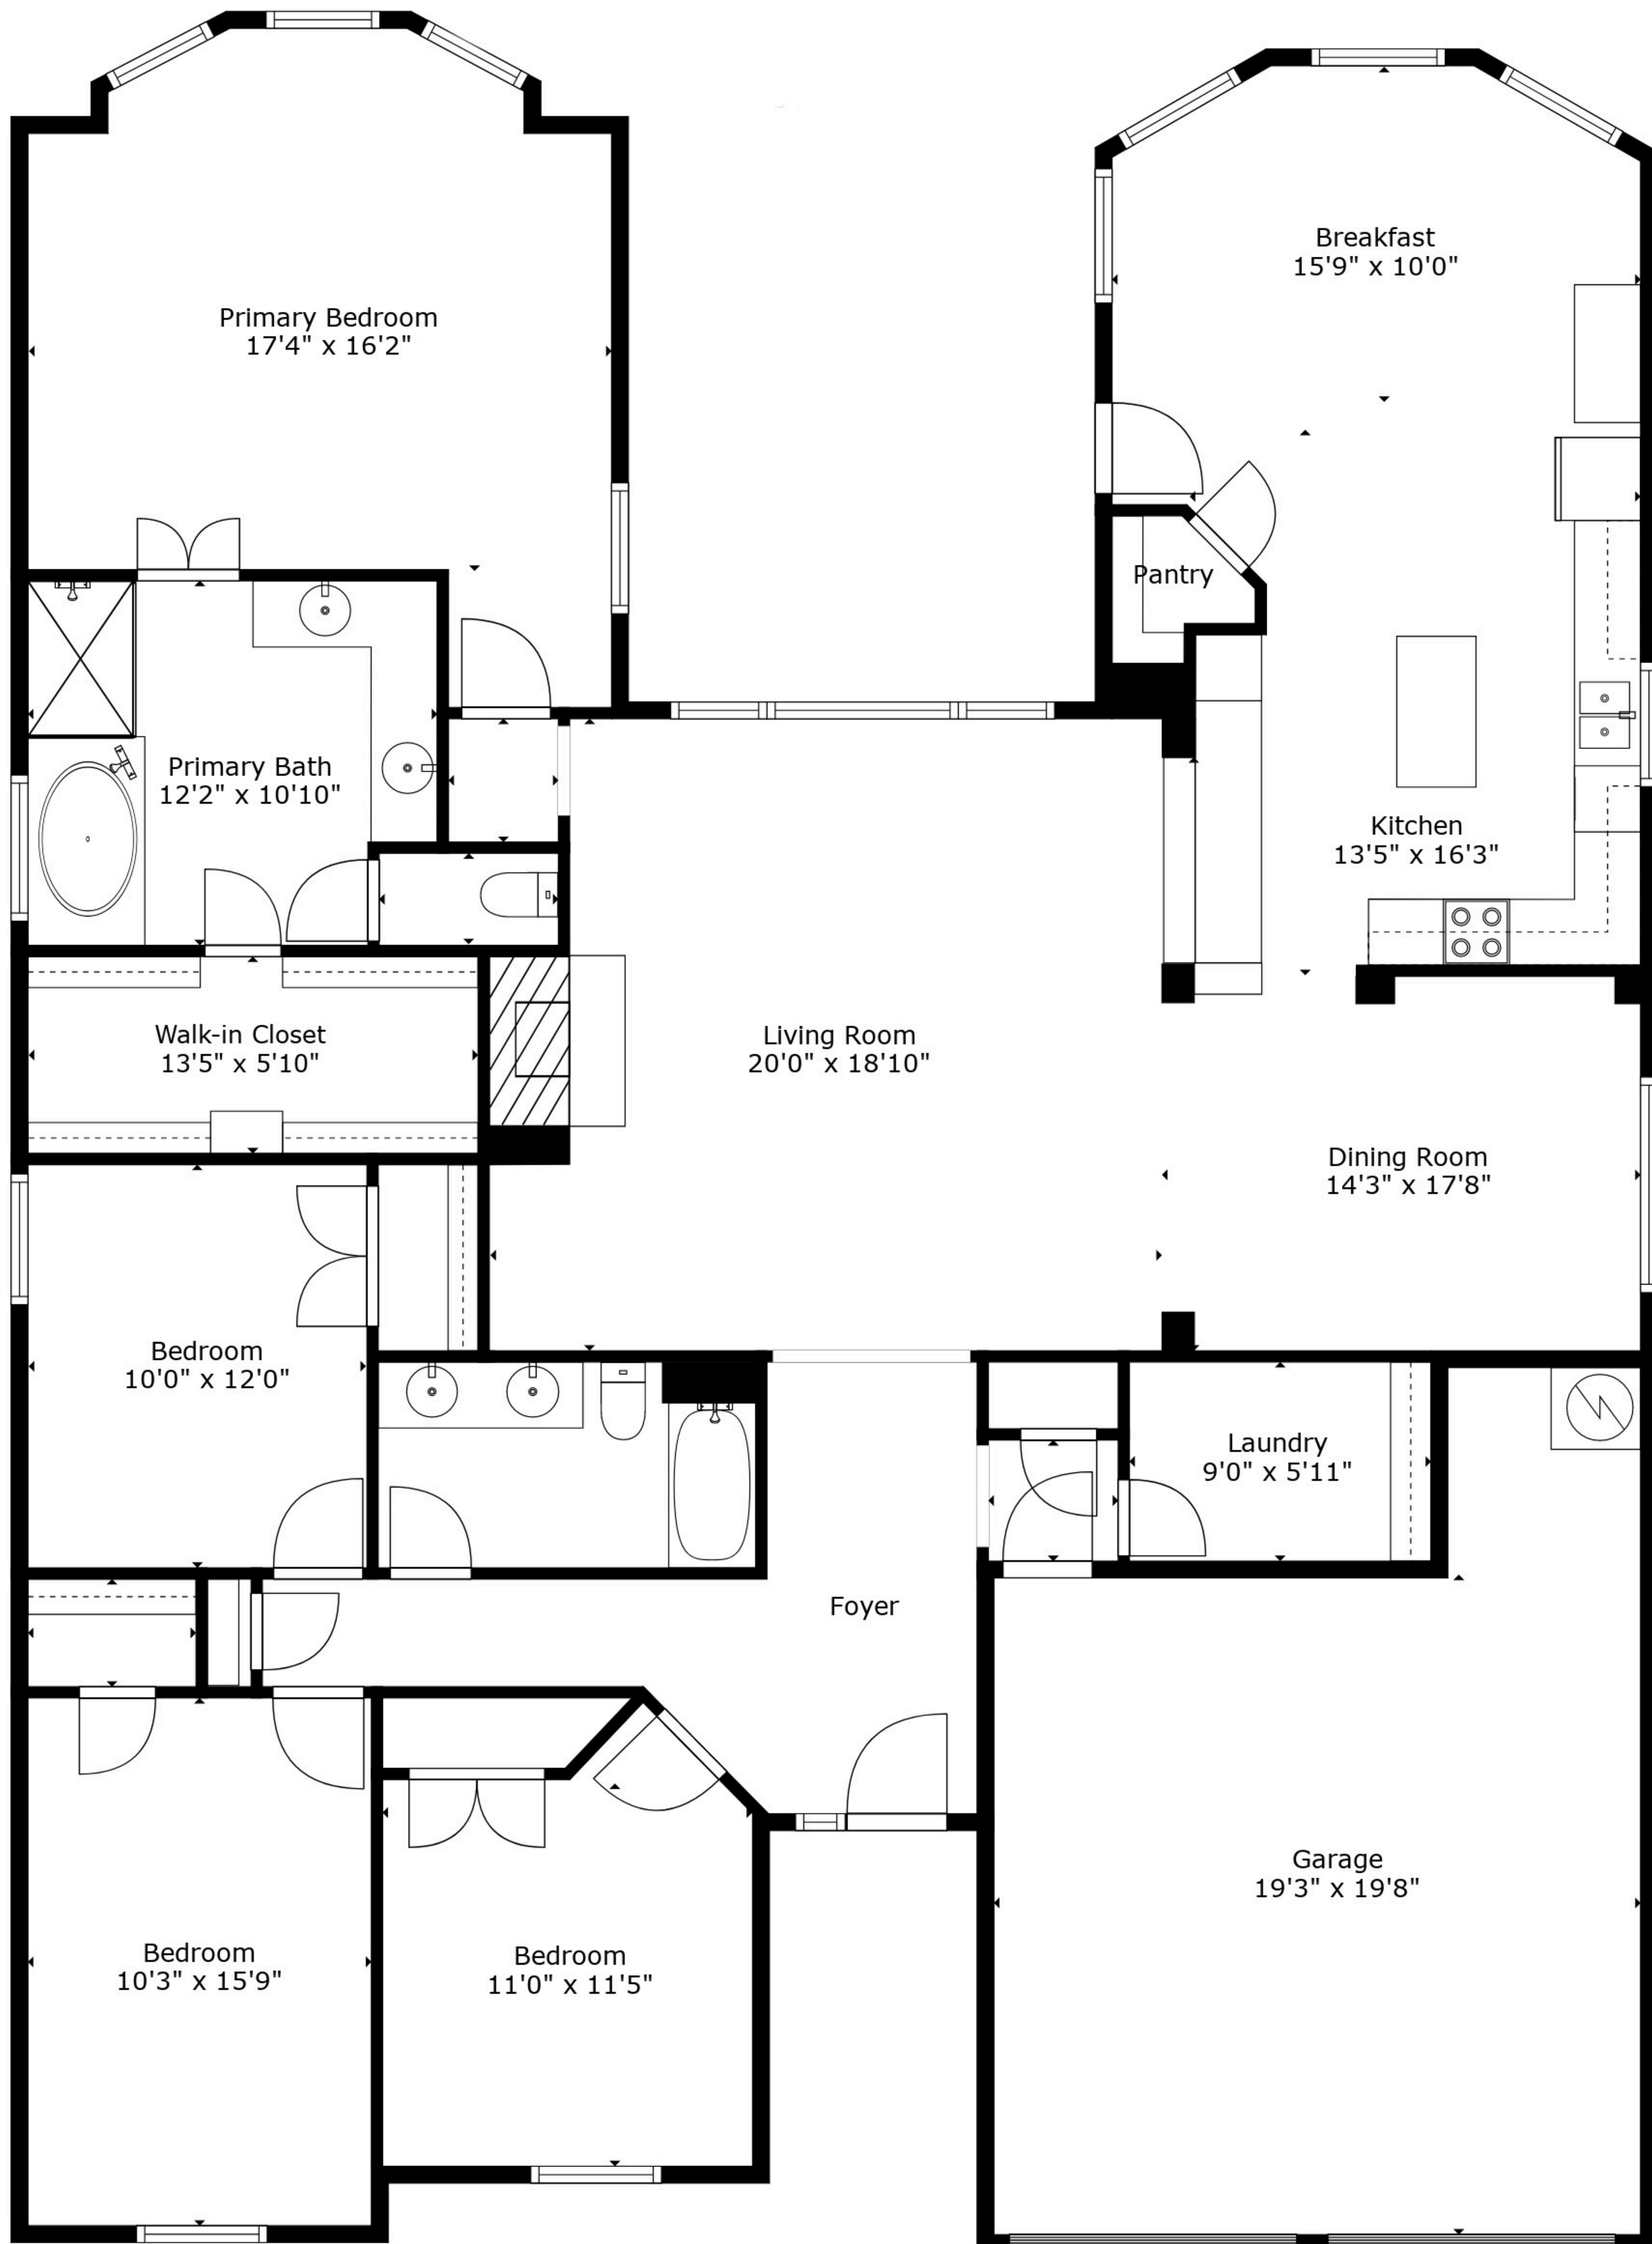 Breakfast
15'9" x 10'0"
Primary Bedroom
17'4" x 16'2"
Pantry
Primary Bath
12'2" x 10'10"
Kitchen
13'5" x 16'3"
Walk-in Closet
13'5" x 5'10"
Living Room
20'0" x 18'10"
Dining Room
14'3" x 17'8"
Bedroom
10'0" x 12'0"
Laundry
9'0" x 5'11"
Foyer
Garage
19'3" x 19'8"
Bedroom
10'3" x 15'9"
Bedroom
11'0" x 11'5"